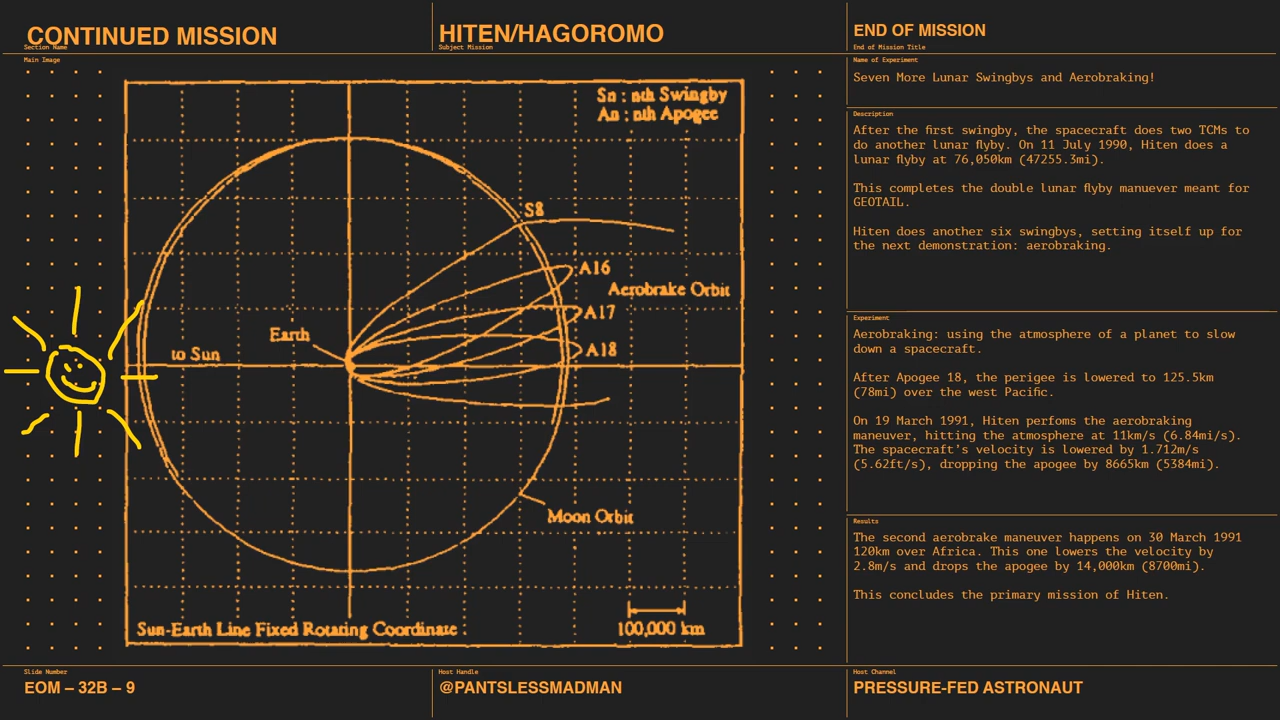 CONTINUED MISSION
Section Name
HITEN/HAGOROMO
Subject Mission
END OF MISSION
End of Mission Title
Main Image
Sn : nth Swingby
An : nth Apogee
S8
A16
Aerobrake Orbit
A17
Earth
to Sun
A18
Moon Orbit
Sun-Earth Line Fixed Rotating Coordinate
100,000 km
Name of Experiment
Seven More Lunar Swingbys and Aerobraking!
Description
After the first swingby, the spacecraft does two TCMs to
do another lunar flyby. On 11 July 1990, Hiten does a
lunar flyby at 76,050km (47255.3mi).
This completes the double lunar flyby manuever meant for
GEOTAIL.
Hiten does another six swingbys, setting itself up for
the next demonstration: aerobraking.
Experiment
Aerobraking: using the atmosphere of a planet to slow
down a spacecraft.
After Apogee 18, the perigee is lowered to 125.5km
(78mi) over the west Pacific.
On 19 March 1991, Hiten perfoms the aerobraking
maneuver, hitting the atmosphere at 11km/s (6.84mi/s).
The spacecraft's velocity is lowered by 1.712m/s
(5.62ft/s), dropping the apogee by 8665km (5384mi).
Results
The second aerobrake maneuver happens on 30 March 1991
120km over Africa. This one lowers the velocity by
2.8m/s and drops the apogee by 14,000km (8700mi).
This concludes the primary mission of Hiten.
Slide Number
EOM – 32B – 9
Host Handle
@PANTSLESSMADMAN
Host Channel
PRESSURE-FED ASTRONAUT